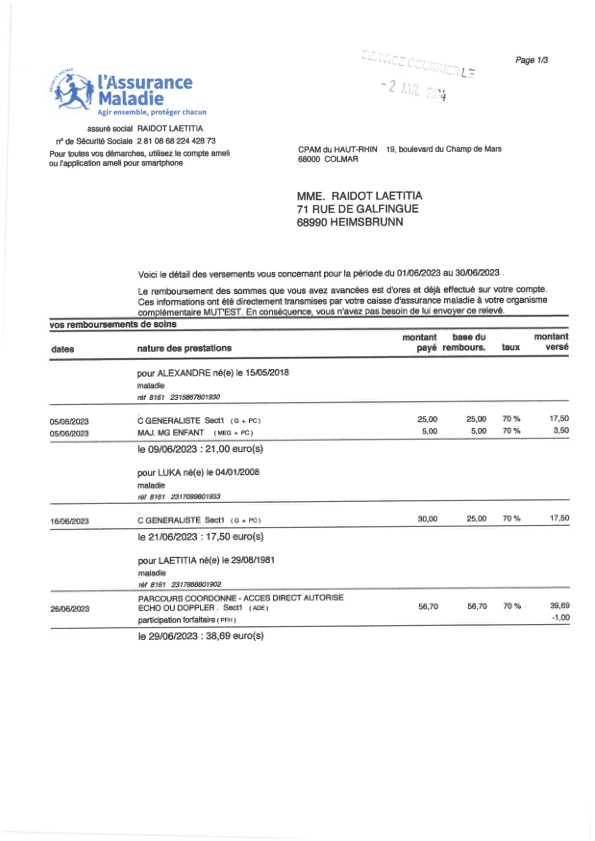 SERVICE COURRIER LE
-2 JAN. 2024
Page 1/3
SÉCURITÉ SOCIALE
l'Assurance
Maladie
Agir ensemble, protéger chacun
assuré social RAIDOT LAETITIA
n° de Sécurité Sociale 2 81 08 68 224 428 73
Pour toutes vos démarches, utilisez le compte ameli
ou l'application ameli pour smartphone
CPAM du HAUT-RHIN 19, boulevard du Champ de Mars
68000 COLMAR
MME. RAIDOT LAETITIA
71 RUE DE GALFINGUE
68990 HEIMSBRUNN
Voici le détail des versements vous concernant pour la période du 01/06/2023 au 30/06/2023 .
Le remboursement des sommes que vous avez avancées est d'ores et déjà effectué sur votre compte.
Ces informations ont été directement transmises par votre caisse d'assurance maladie à votre organisme
complémentaire MUT'EST. En conséquence, vous n'avez pas besoin de lui envoyer ce relevé.
vos remboursements de soins
dates nature des prestations montant payé base du rembours. taux montant versé
pour ALEXANDRE né(e) le 15/05/2018
maladie
réf 8161 2315867801930
05/06/2023 C GENERALISTE Sect1 (G + PC) 25,00 25,00 70 % 17,50
05/06/2023 MAJ. MG ENFANT (MEG + PC) 5,00 5,00 70 % 3,50
le 09/06/2023 : 21,00 euro(s)
pour LUKA né(e) le 04/01/2008
maladie
réf 8161 2317099801933
16/06/2023 C GENERALISTE Sect1 (G + PC) 30,00 25,00 70 % 17,50
le 21/06/2023 : 17,50 euro(s)
pour LAETITIA né(e) le 29/08/1981
maladie
réf 8161 2317868801902
PARCOURS COORDONNE - ACCES DIRECT AUTORISE
26/06/2023 ECHO OU DOPPLER . Sect1 (ADE) 56,70 56,70 70 % 39,69
participation forfaitaire (PFH) -1,00
le 29/06/2023 : 38,69 euro(s)